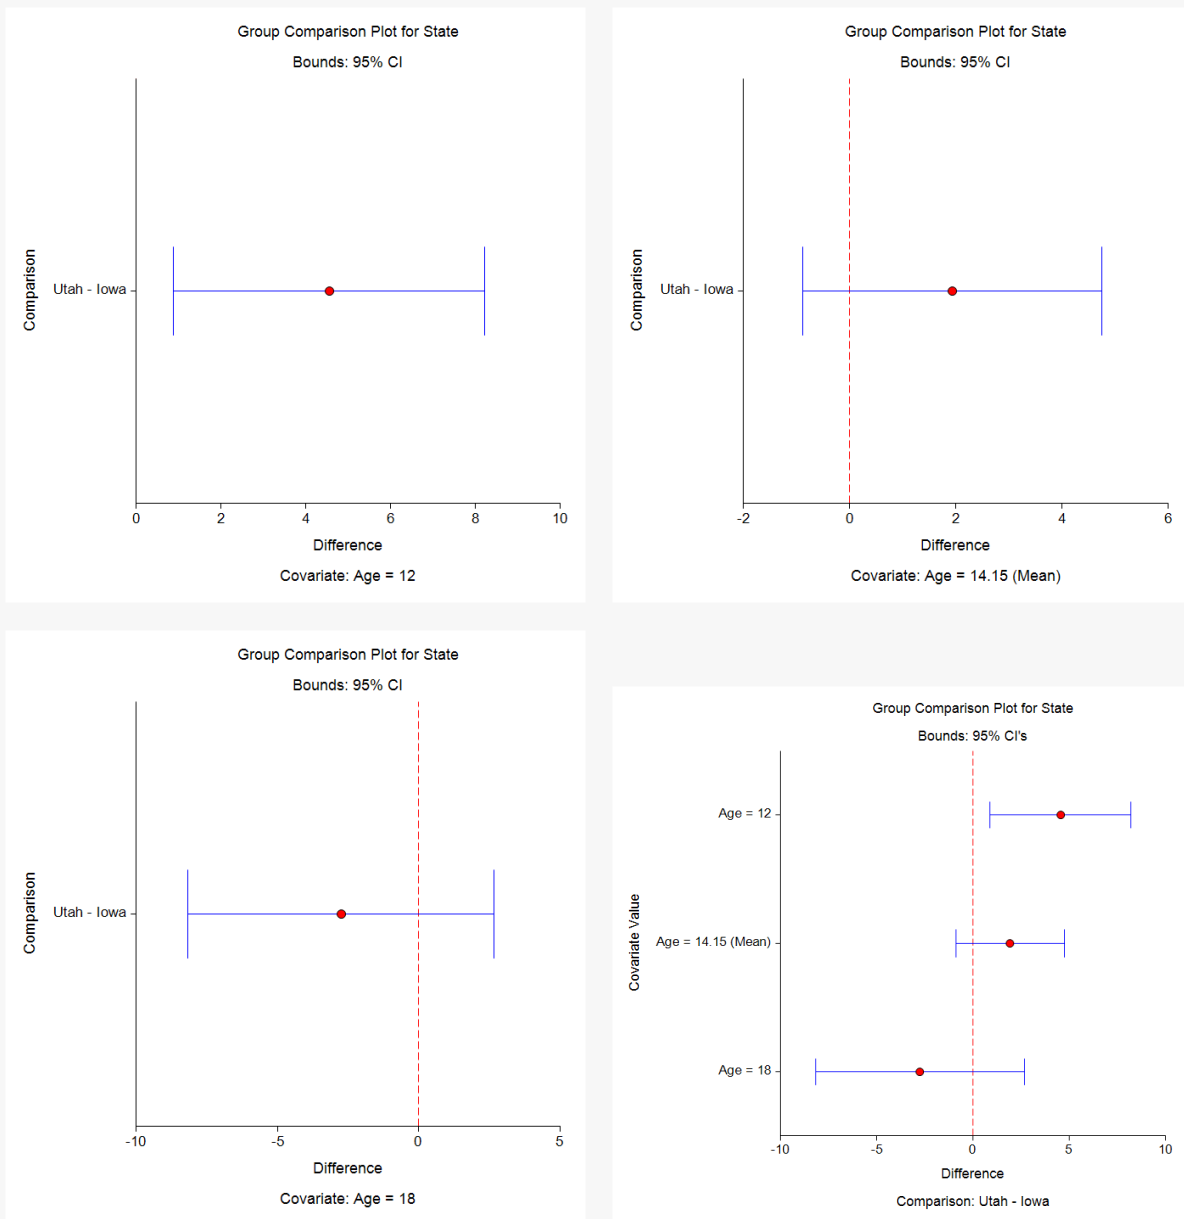 Group Comparison Plot for State
Bounds: 95% CI
Comparison
Utah - Iowa
0 2 4 6 8 10
Difference
Covariate: Age = 12
Group Comparison Plot for State
Bounds: 95% CI
Comparison
Utah - Iowa
-2 0 2 4 6
Difference
Covariate: Age = 14.15 (Mean)
Group Comparison Plot for State
Bounds: 95% CI
Comparison
Utah - Iowa
-10 -5 0 5
Difference
Covariate: Age = 18
Group Comparison Plot for State
Bounds: 95% CI's
Covariate Value
Age = 12
Age = 14.15 (Mean)
Age = 18
-10 -5 0 5 10
Difference
Comparison: Utah - Iowa